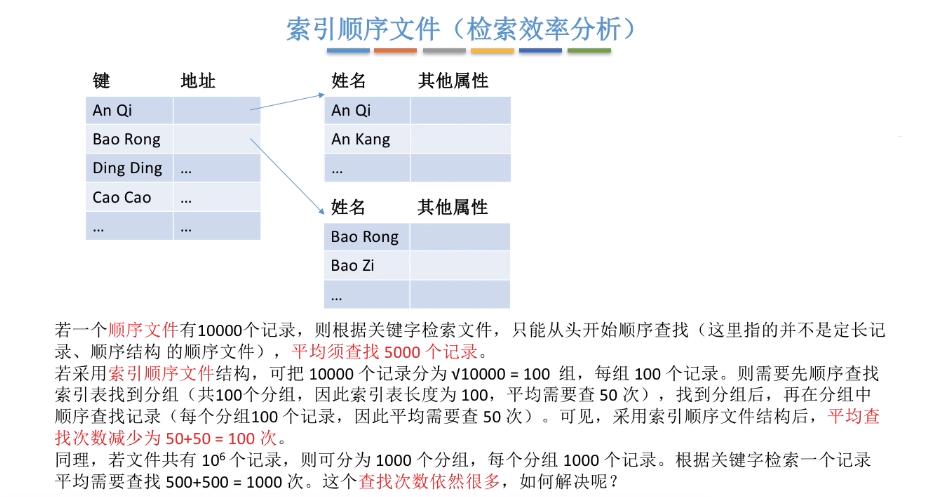 索引顺序文件（检索效率分析）
键 地址
An Qi
Bao Rong
Ding Ding ...
Cao Cao ...
... ...
姓名 其他属性
An Qi
An Kang
...
姓名 其他属性
Bao Rong
Bao Zi
...
若一个顺序文件有10000个记录，则根据关键字检索文件，只能从头开始顺序查找（这里指的并不是定长记
录、顺序结构 的顺序文件），平均须查找 5000 个记录。
若采用索引顺序文件结构，可把 10000 个记录分为 √10000 = 100 组，每组 100 个记录。则需要先顺序查找
索引表找到分组（共100个分组，因此索引表长度为 100，平均需要查 50 次），找到分组后，再在分组中
顺序查找记录（每个分组100 个记录，因此平均需要查 50 次）。可见，采用索引顺序文件结构后，平均查
找次数减少为 50+50 = 100 次。
同理，若文件共有 10⁶ 个记录，则可分为 1000 个分组，每个分组 1000 个记录。根据关键字检索一个记录
平均需要查找 500+500 = 1000 次。这个查找次数依然很多，如何解决呢？